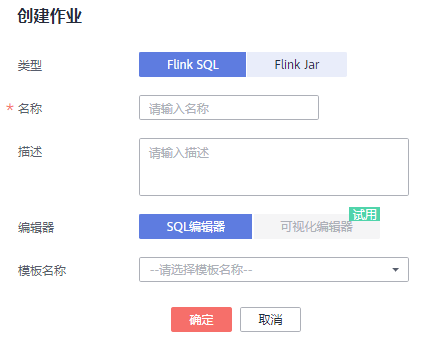 创建作业
类型 Flink SQL Flink Jar
* 名称 请输入名称
描述 请输入描述
试用
编辑器 SQL编辑器 可视化编辑器
模板名称 --请选择模板名称--
确定 取消